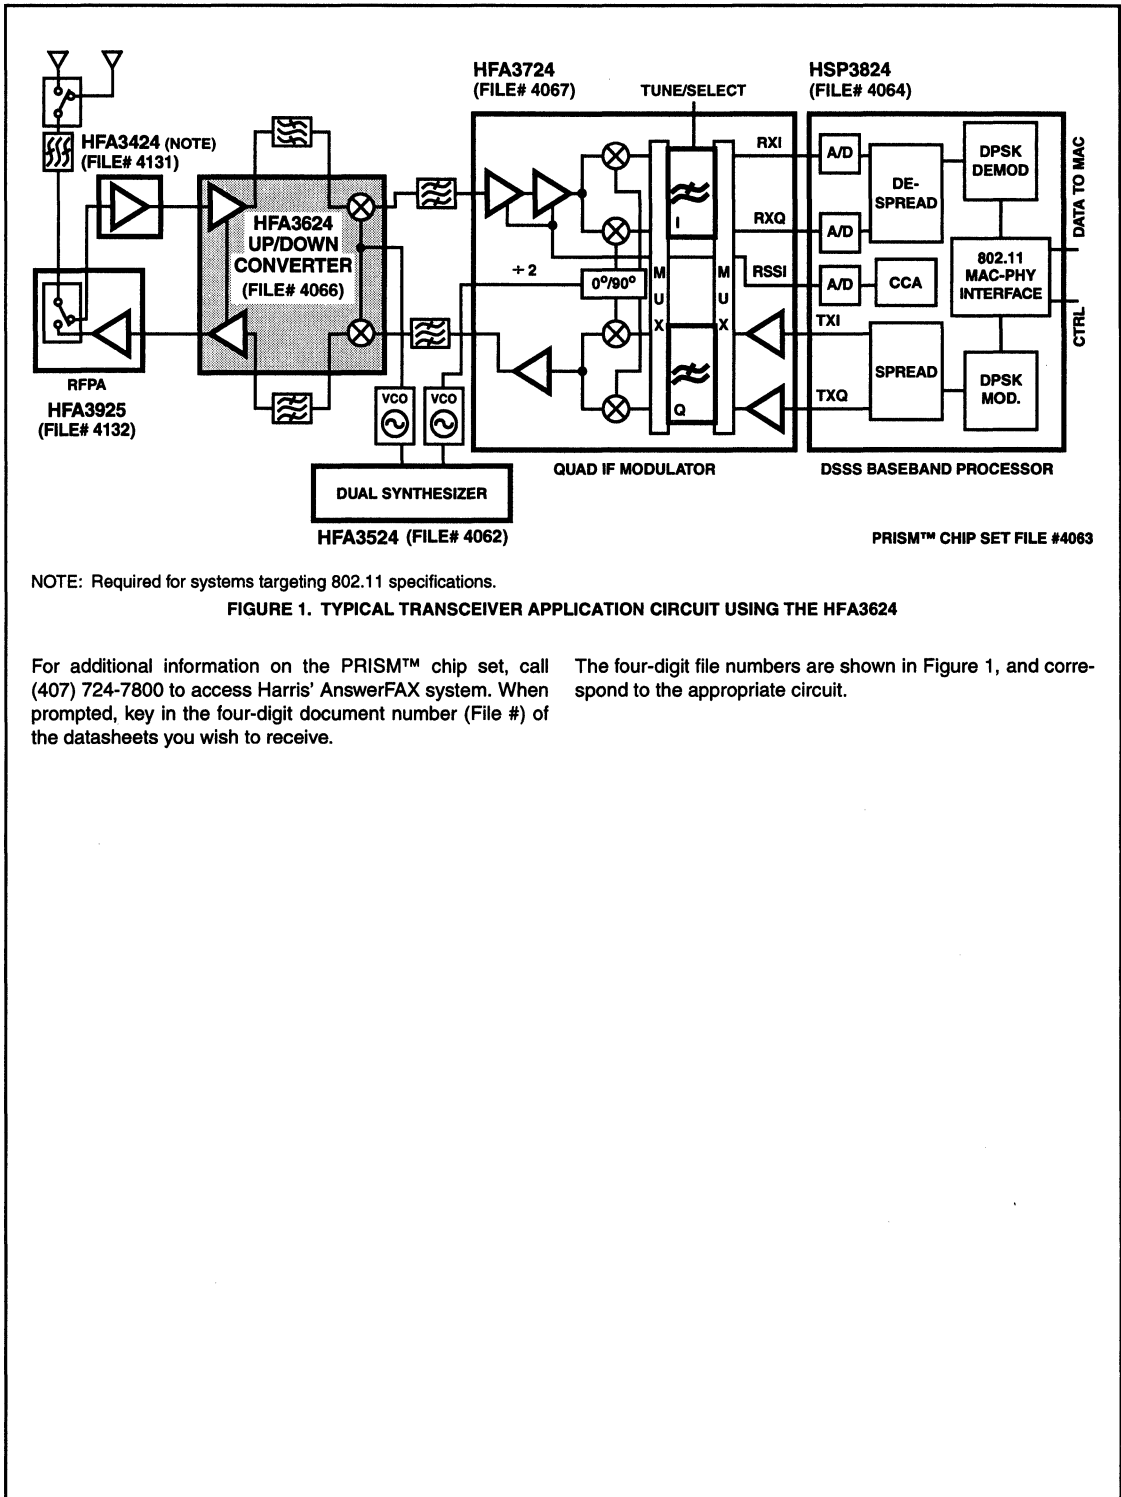 HFA3724
(FILE# 4067)
TUNE/SELECT
HSP3824
(FILE# 4064)
HFA3424 (NOTE)
(FILE# 4131)
RXI
A/D
DE-
SPREAD
DPSK
DEMOD
DATA TO MAC
HFA3624
UP/DOWN
CONVERTER
(FILE# 4066)
I
RXQ
A/D
÷ 2
0°/90°
M
U
X
M
U
X
RSSI
A/D
CCA
802.11
MAC-PHY
INTERFACE
TXI
CTRL
SPREAD
DPSK
MOD.
TXQ
Q
RFPA
HFA3925
(FILE# 4132)
VCO
VCO
QUAD IF MODULATOR
DSSS BASEBAND PROCESSOR
DUAL SYNTHESIZER
HFA3524 (FILE# 4062)
PRISM™ CHIP SET FILE #4063
NOTE: Required for systems targeting 802.11 specifications.
FIGURE 1. TYPICAL TRANSCEIVER APPLICATION CIRCUIT USING THE HFA3624
For additional information on the PRISM™ chip set, call
(407) 724-7800 to access Harris' AnswerFAX system. When
prompted, key in the four-digit document number (File #) of
the datasheets you wish to receive.
The four-digit file numbers are shown in Figure 1, and corre-
spond to the appropriate circuit.